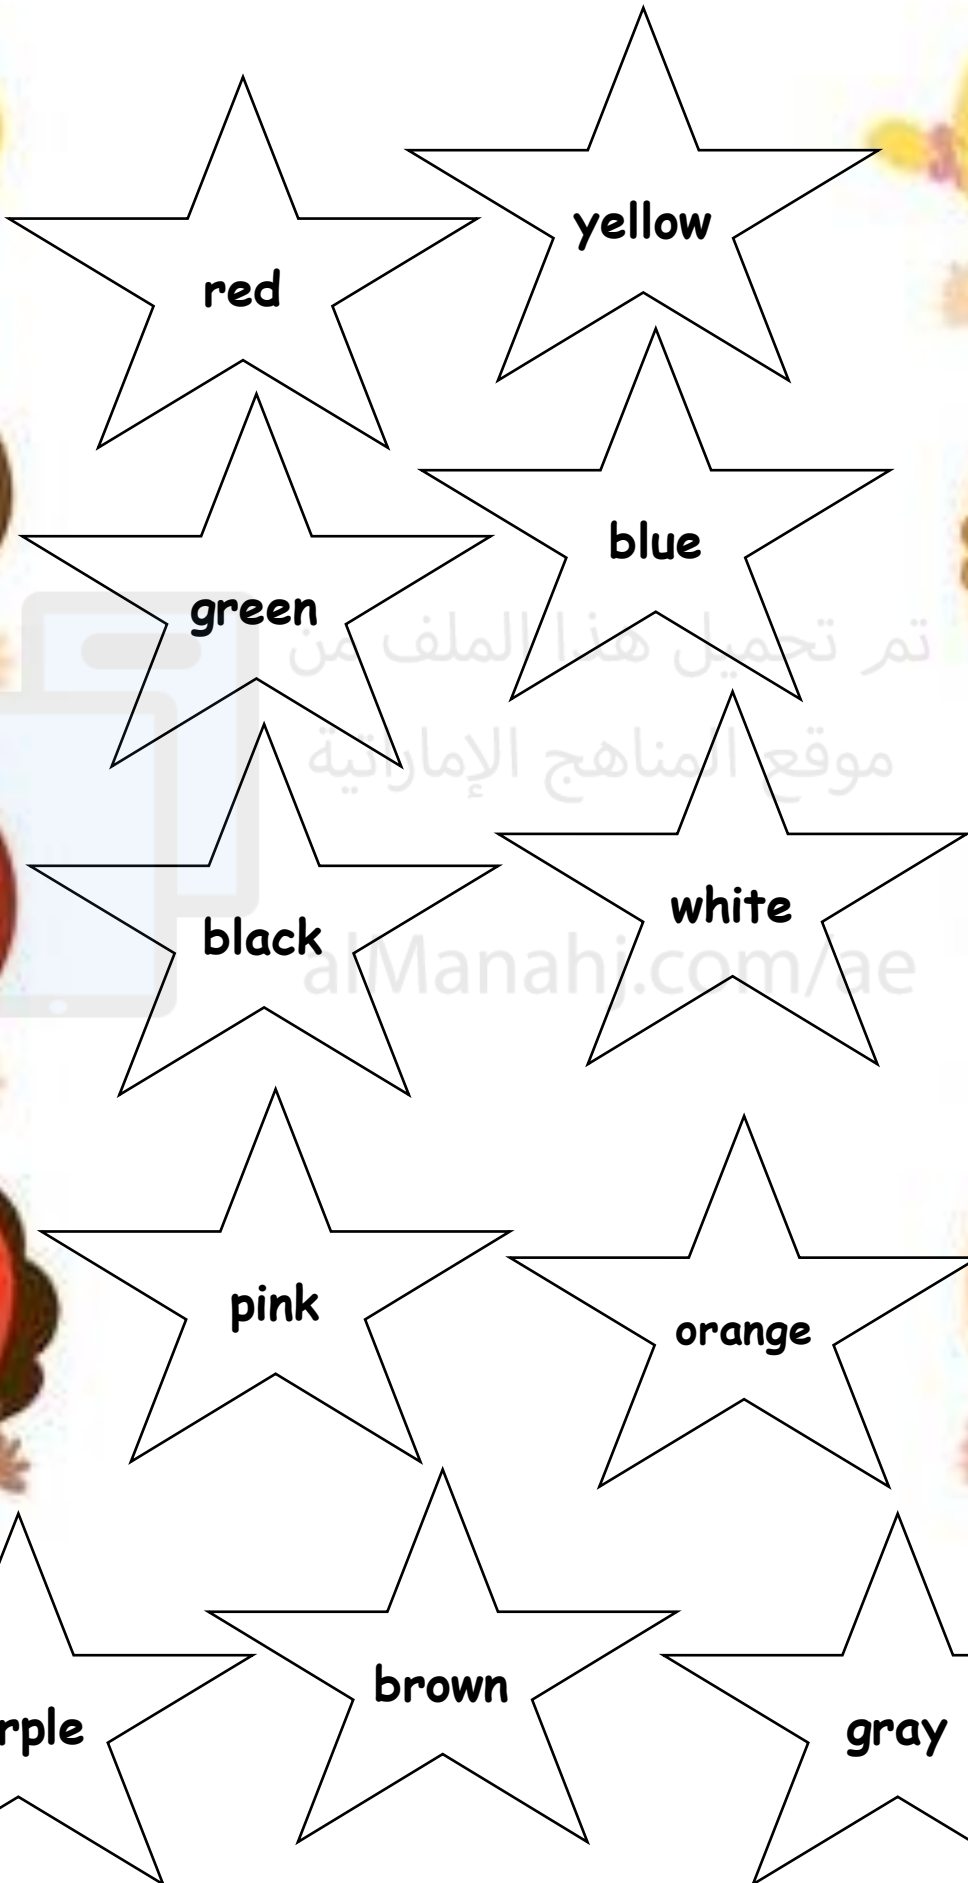 yellow
red
blue
green
تم تحميل هذا الملف من
موقع المناهج الإماراتية
white
black
alManahj.com/ae
pink
orange
brown
rple
gray